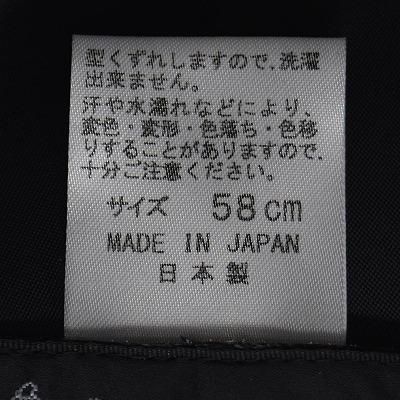 型くずれしますので、洗濯
出来ません。
汗や水濡れなどにより、
変色・変形・色落ち・色移
りすることがありますので、
十分ご注意ください。
サイズ 58cm
MADE IN JAPAN
日本製